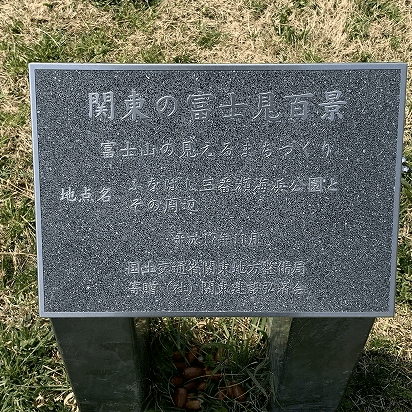 関東の富士見百景
富士山の見えるまちづくり
地点名 ふなばし三番瀬海浜公園と
その周辺
平成17年11月
国土交通省関東地方整備局
寄贈(社)関東建設弘済会